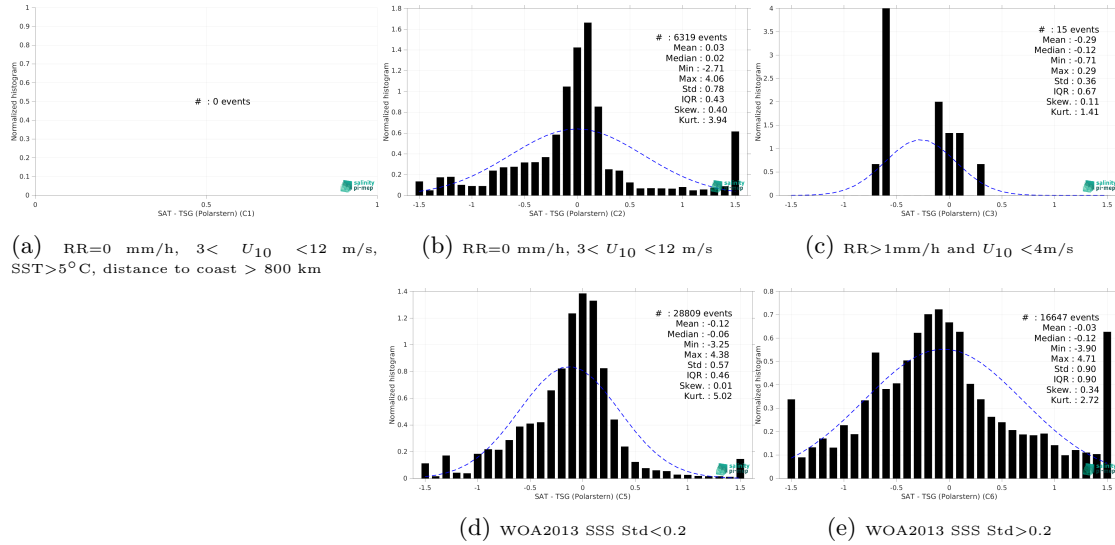 1
0.9
0.8
0.7
0.6
0.5
0.4
0.3
0.2
0.1
0
Normalized histogram
# : 0 events
0 0.5 1
SAT - TSG (Polarstern) (C1)
salinity
pi-mep
(a) RR=0 mm/h, 3< U10 <12 m/s,
SST>5°C, distance to coast > 800 km
1.8
1.6
1.4
1.2
1
0.8
0.6
0.4
0.2
0
Normalized histogram
# : 6319 events
Mean : 0.03
Median : 0.02
Min : -2.71
Max : 4.06
Std : 0.78
IQR : 0.43
Skew. : 0.40
Kurt. : 3.94
-1.5 -1 -0.5 0 0.5 1 1.5
SAT - TSG (Polarstern) (C2)
(b) RR=0 mm/h, 3< U10 <12 m/s
4
3.5
3
2.5
2
1.5
1
0.5
0
Normalized histogram
# : 15 events
Mean : -0.29
Median : -0.12
Min : -0.71
Max : 0.29
Std : 0.36
IQR : 0.67
Skew. : 0.11
Kurt. : 1.41
-1.5 -1 -0.5 0 0.5 1 1.5
SAT - TSG (Polarstern) (C3)
salinity
pi-mep
(c) RR>1mm/h and U10 <4m/s
1.4
1.2
1
0.8
0.6
0.4
0.2
0
Normalized histogram
# : 28809 events
Mean : -0.12
Median : -0.06
Min : -3.25
Max : 4.38
Std : 0.57
IQR : 0.46
Skew. : 0.01
Kurt. : 5.02
-1.5 -1 -0.5 0 0.5 1 1.5
SAT - TSG (Polarstern) (C5)
salinity
pi-mep
(d) WOA2013 SSS Std<0.2
0.8
0.7
0.6
0.5
0.4
0.3
0.2
0.1
0
Normalized histogram
# : 16647 events
Mean : -0.03
Median : -0.12
Min : -3.90
Max : 4.71
Std : 0.90
IQR : 0.90
Skew. : 0.34
Kurt. : 2.72
-1.5 -1 -0.5 0 0.5 1 1.5
SAT - TSG (Polarstern) (C6)
(e) WOA2013 SSS Std>0.2